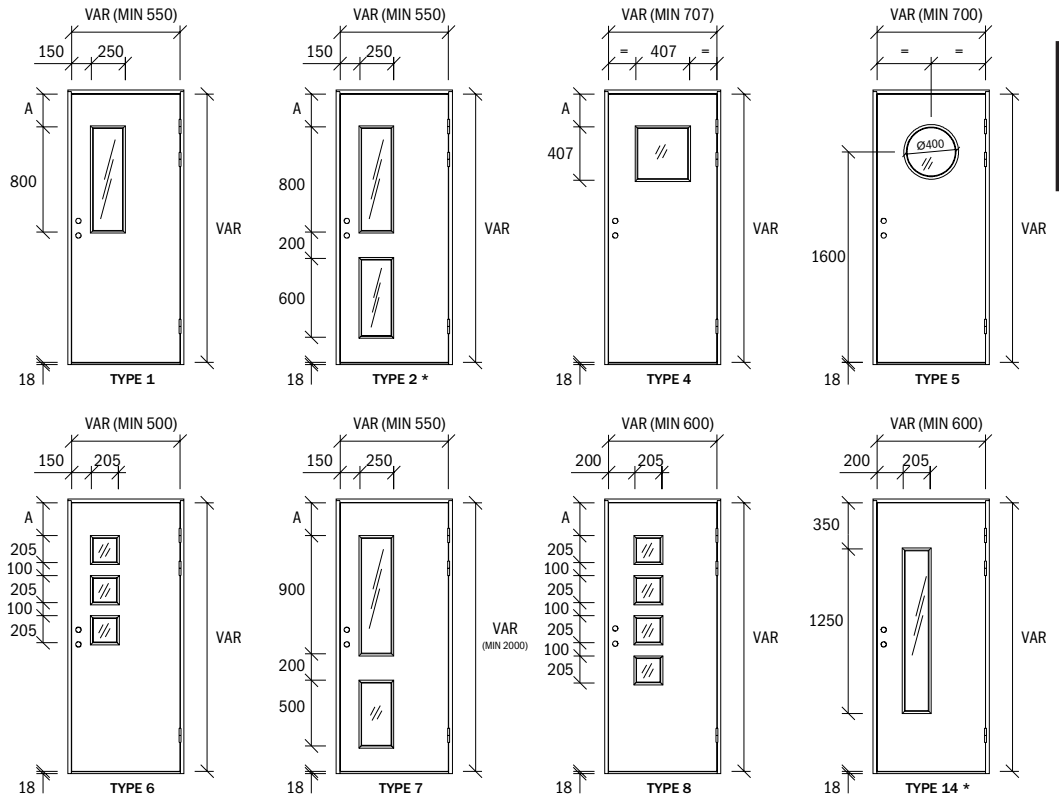 VAR (MIN 550)
150 250
A
800
VAR
18
TYPE 1
VAR (MIN 550)
150 250
A
800
200
600
VAR
18
TYPE 2 *
VAR (MIN 707)
= 407 =
A
407
VAR
18
TYPE 4
VAR (MIN 700)
= =
Ø400
1600
VAR
18
TYPE 5
VAR (MIN 500)
150 205
A
205
100
205
100
205
VAR
18
TYPE 6
VAR (MIN 550)
150 250
A
900
200
500
VAR
(MIN 2000)
18
TYPE 7
VAR (MIN 600)
200 205
A
205
100
205
100
205
100
205
VAR
18
TYPE 8
VAR (MIN 600)
200 205
350
1250
VAR
18
TYPE 14 *